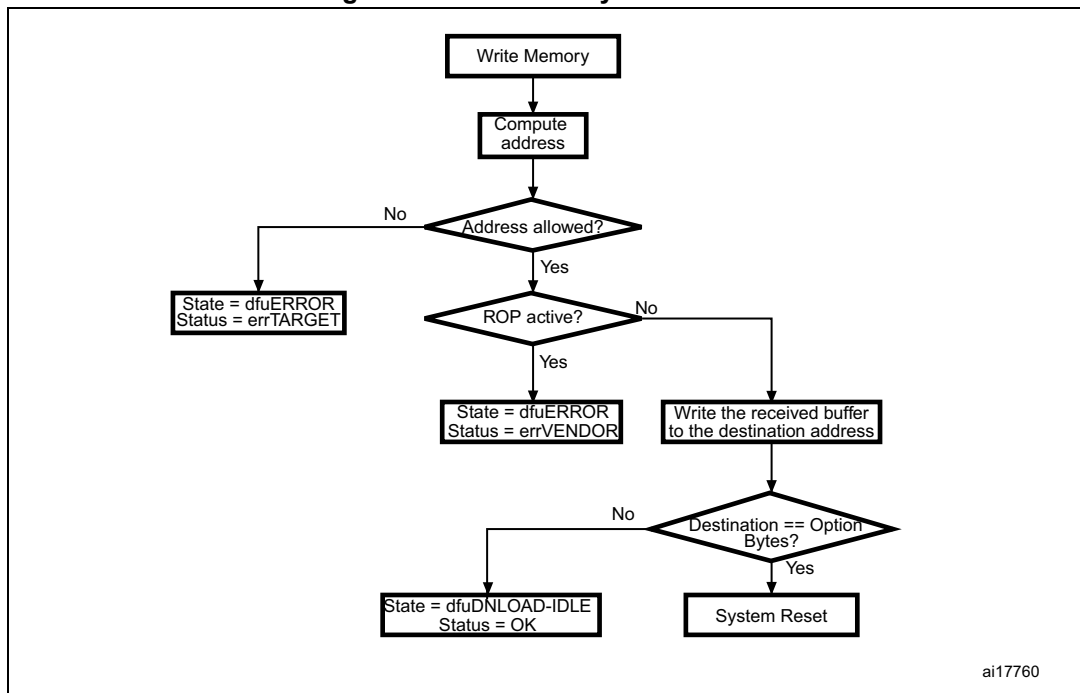 Write Memory
Compute
address
No
Address allowed?
Yes
State = dfuERROR
Status = errTARGET
ROP active?
No
Yes
State = dfuERROR
Status = errVENDOR
Write the received buffer
to the destination address
No
Destination == Option
Bytes?
Yes
State = dfuDNLOAD-IDLE
Status = OK
System Reset
ai17760